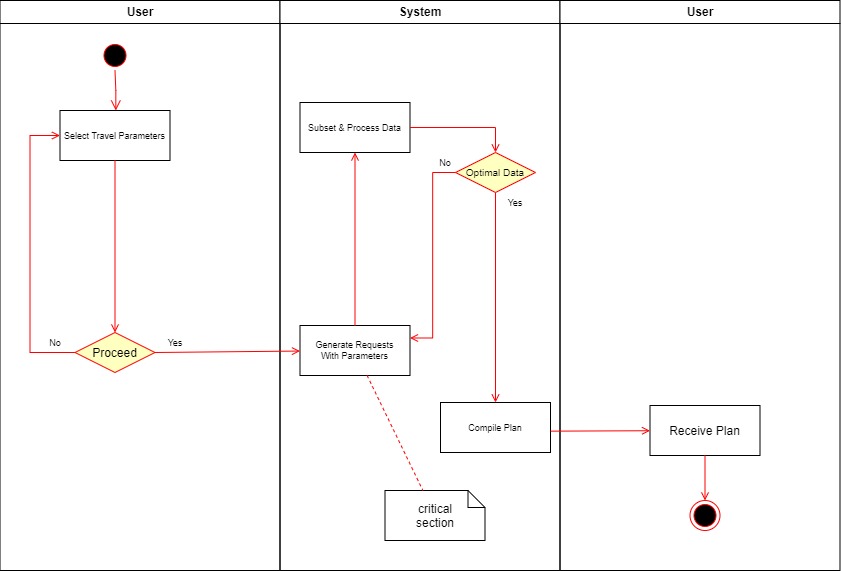 User
System
User
Select Travel Parameters
Subset & Process Data
No
Optimal Data
Yes
No
Proceed
Yes
Generate Requests
With Parameters
Compile Plan
Receive Plan
critical
section